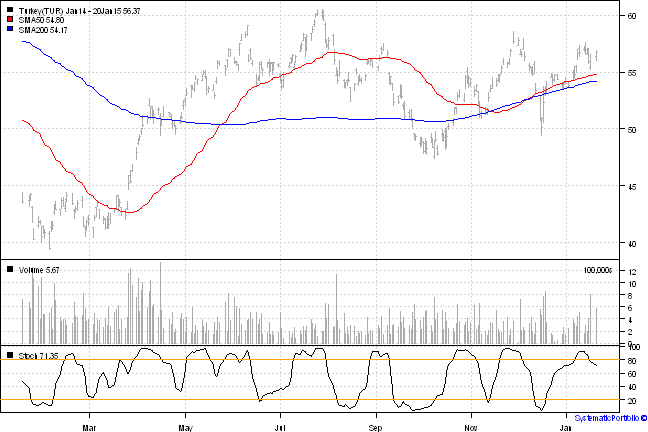 Turkey(TUR) Jan14 - 20Jan15 56.37
SMA50 54.80
SMA200 54.17
60
55
50
45
40
Volume 5.67
100,000s
12
10
8
6
4
2
0
Stoch 71.35
100
80
60
40
20
Mar
May
Jul
Sep
Nov
Jan
SystematicPortfolio ©